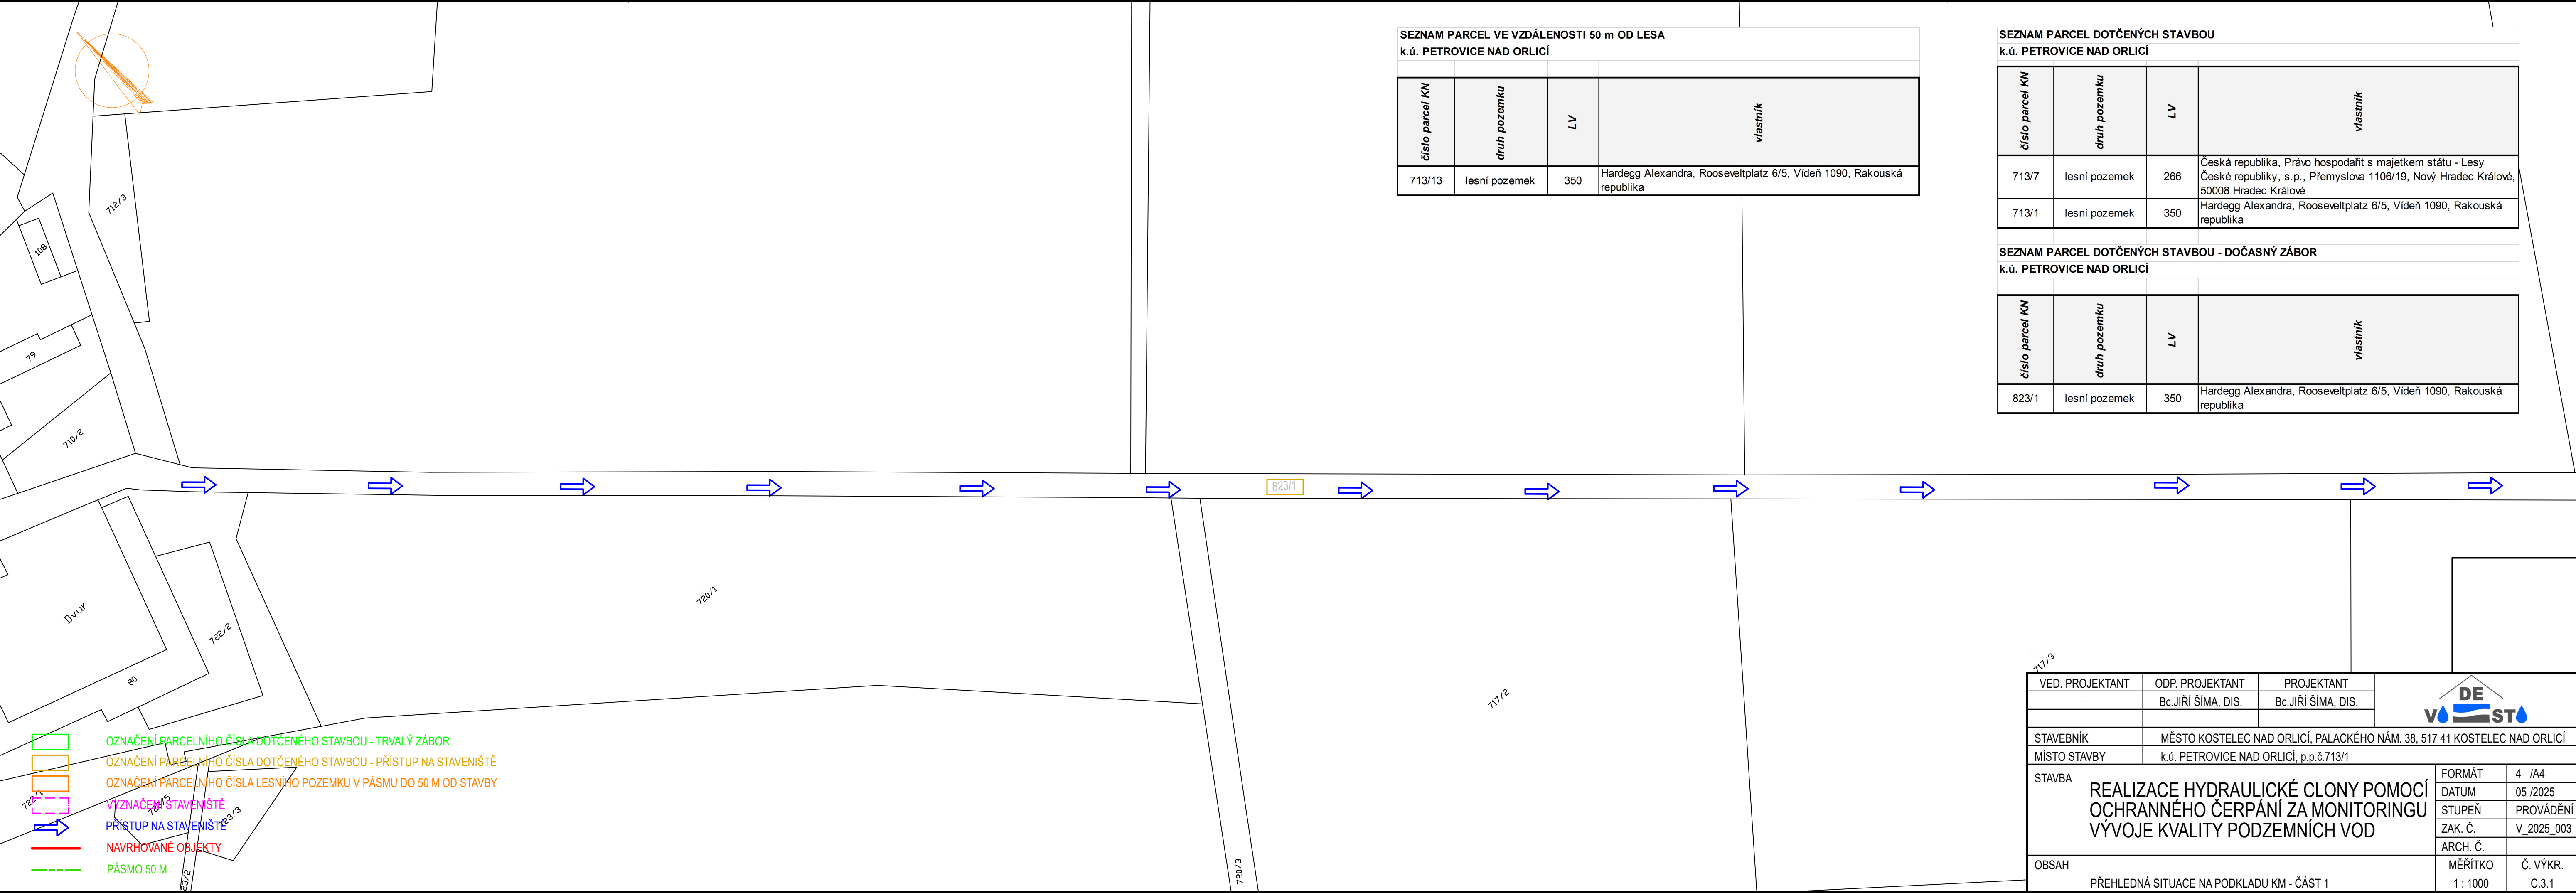 SEZNAM PARCEL VE VZDÁLENOSTI 50 m OD LESA
k.ú. PETROVICE NAD ORLICÍ
číslo parcel KN druh pozemku LV vlastník
713/13 lesní pozemek 350 Hardegg Alexandra, Rooseveltplatz 6/5, Vídeň 1090, Rakouská
republika
SEZNAM PARCEL DOTČENÝCH STAVBOU
k.ú. PETROVICE NAD ORLICÍ
číslo parcel KN druh pozemku LV vlastník
713/7 lesní pozemek 266 Česká republika, Právo hospodařit s majetkem státu - Lesy
České republiky, s.p., Přemyslova 1106/19, Nový Hradec Králové,
50008 Hradec Králové
713/1 lesní pozemek 350 Hardegg Alexandra, Rooseveltplatz 6/5, Vídeň 1090, Rakouská
republika
SEZNAM PARCEL DOTČENÝCH STAVBOU - DOČASNÝ ZÁBOR
k.ú. PETROVICE NAD ORLICÍ
číslo parcel KN druh pozemku LV vlastník
823/1 lesní pozemek 350 Hardegg Alexandra, Rooseveltplatz 6/5, Vídeň 1090, Rakouská
republika
712/3
108
79
710/2
823/1
Dvur
722/2
80
720/1
717/2
717/3
720/3
722/1
723/5
723/3
23/2
OZNAČENÍ PARCELNÍHO ČÍSLA DOTČENÉHO STAVBOU - TRVALÝ ZÁBOR
OZNAČENÍ PARCELNÍHO ČÍSLA DOTČENÉHO STAVBOU - PŘÍSTUP NA STAVENIŠTĚ
OZNAČENÍ PARCELNÍHO ČÍSLA LESNÍHO POZEMKU V PÁSMU DO 50 M OD STAVBY
VYZNAČENÍ STAVENIŠTĚ
PŘÍSTUP NA STAVENIŠTĚ
NAVRHOVANÉ OBJEKTY
PÁSMO 50 M
VED. PROJEKTANT ODP. PROJEKTANT PROJEKTANT
– Bc.JIŘÍ ŠÍMA, DIS. Bc.JIŘÍ ŠÍMA, DIS.
DE
V ST
STAVEBNÍK MĚSTO KOSTELEC NAD ORLICÍ, PALACKÉHO NÁM. 38, 517 41 KOSTELEC NAD ORLICÍ
MÍSTO STAVBY k.ú. PETROVICE NAD ORLICÍ, p.p.č.713/1
STAVBA
REALIZACE HYDRAULICKÉ CLONY POMOCÍ
OCHRANNÉHO ČERPÁNÍ ZA MONITORINGU
VÝVOJE KVALITY PODZEMNÍCH VOD
FORMÁT 4 /A4
DATUM 05 /2025
STUPEŇ PROVÁDĚNÍ
ZAK. Č. V_2025_003
ARCH. Č.
OBSAH
PŘEHLEDNÁ SITUACE NA PODKLADU KM - ČÁST 1
MĚŘÍTKO Č. VÝKR.
1 : 1000 C.3.1